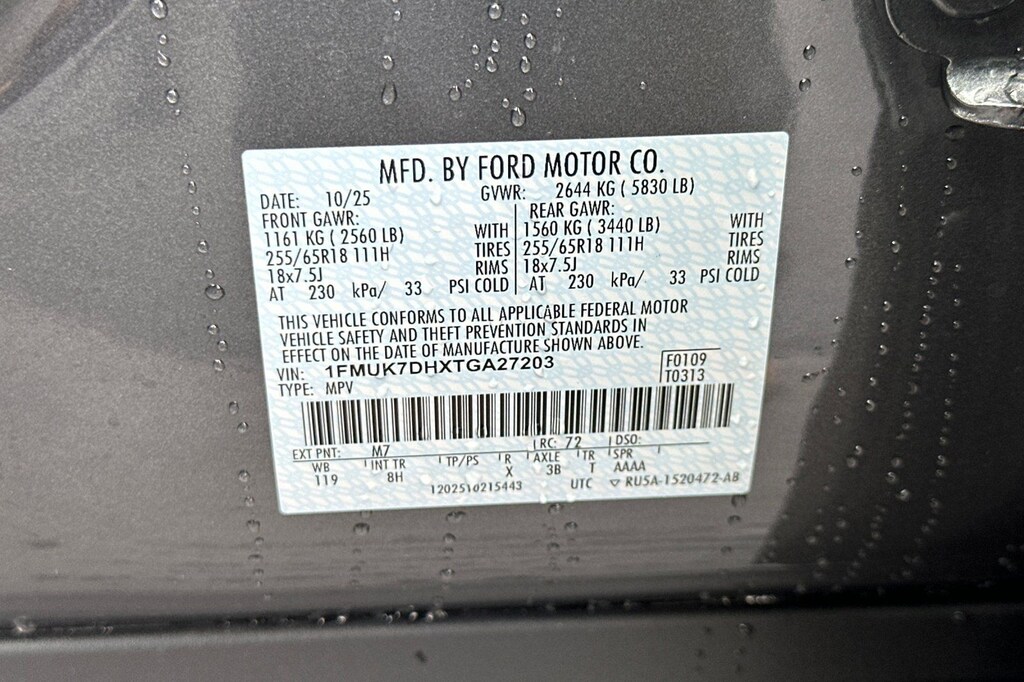 MFD. BY FORD MOTOR CO.
DATE: 10/25 GVWR: 2644 KG ( 5830 LB)
FRONT GAWR: REAR GAWR:
1161 KG ( 2560 LB) WITH 1560 KG ( 3440 LB) WITH
255/65R18 111H TIRES 255/65R18 111H TIRES
18x7.5J RIMS 18x7.5J RIMS
AT 230 kPa/ 33 PSI COLD AT 230 kPa/ 33 PSI COLD
THIS VEHICLE CONFORMS TO ALL APPLICABLE FEDERAL MOTOR
VEHICLE SAFETY AND THEFT PREVENTION STANDARDS IN
EFFECT ON THE DATE OF MANUFACTURE SHOWN ABOVE.
VIN: 1FMUK7DHXTGA27203 F0109
TYPE: MPV T0313
EXT PNT: M7 RC: 72 DSO:
WB INT TR TP/PS R AXLE TR SPR
119 8H X 3B T AAAA
1202510215443 UTC ▽ RU5A-1520472-AB